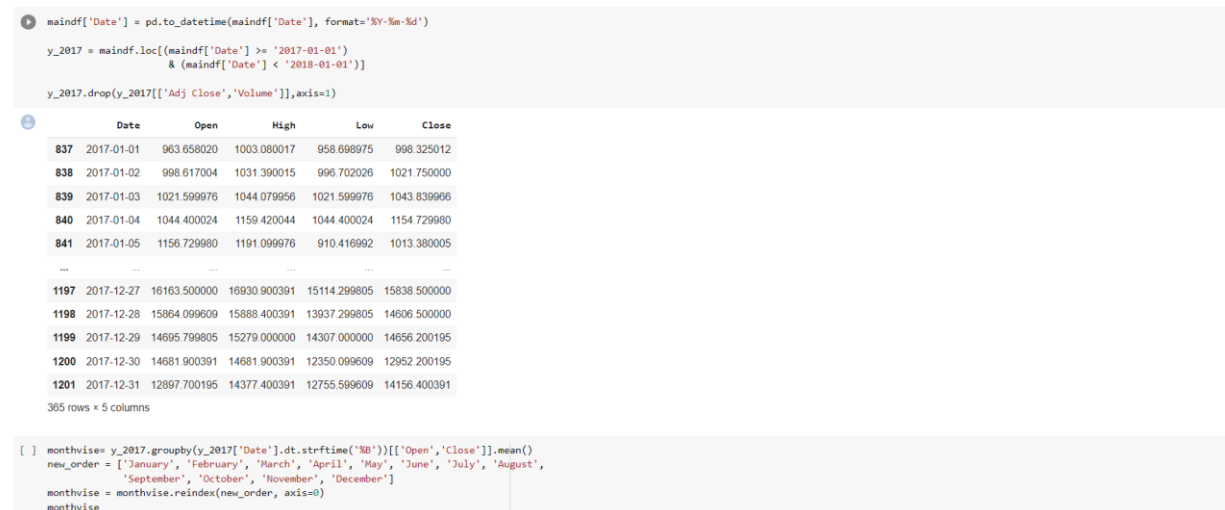 maindf['Date'] = pd.to_datetime(maindf['Date'], format='%Y-%m-%d')
y_2017 = maindf.loc[(maindf['Date'] >= '2017-01-01')
& (maindf['Date'] < '2018-01-01')]
y_2017.drop(y_2017[['Adj Close','Volume']],axis=1)
Date Open High Low Close
837 2017-01-01 963.658020 1003.080017 958.698975 998.325012
838 2017-01-02 998.617004 1031.390015 996.702026 1021.750000
839 2017-01-03 1021.599976 1044.079956 1021.599976 1043.839966
840 2017-01-04 1044.400024 1159.420044 1044.400024 1154.729980
841 2017-01-05 1156.729980 1191.099976 910.416992 1013.380005
... ... ... ... ... ...
1197 2017-12-27 16163.500000 16930.900391 15114.299805 15838.500000
1198 2017-12-28 15864.099609 15888.400391 13937.299805 14606.500000
1199 2017-12-29 14695.799805 15279.000000 14307.000000 14656.200195
1200 2017-12-30 14681.900391 14681.900391 12350.099609 12952.200195
1201 2017-12-31 12897.700195 14377.400391 12755.599609 14156.400391
365 rows × 5 columns
[ ] monthvise= y_2017.groupby(y_2017['Date'].dt.strftime('%B'))[['Open','Close']].mean()
new_order = ['January', 'February', 'March', 'April', 'May', 'June', 'July', 'August',
'September', 'October', 'November', 'December']
monthvise = monthvise.reindex(new_order, axis=0)
monthvise